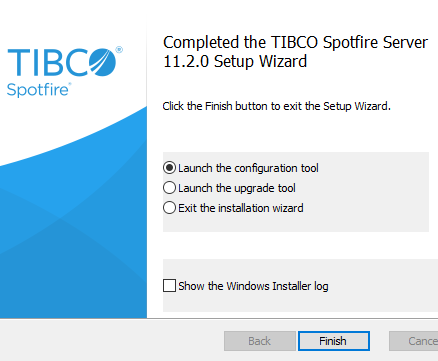 TIBCO®
Spotfire®
Completed the TIBCO Spotfire Server
11.2.0 Setup Wizard
Click the Finish button to exit the Setup Wizard.
Launch the configuration tool
Launch the upgrade tool
Exit the installation wizard
Show the Windows Installer log
Back
Finish
Cance